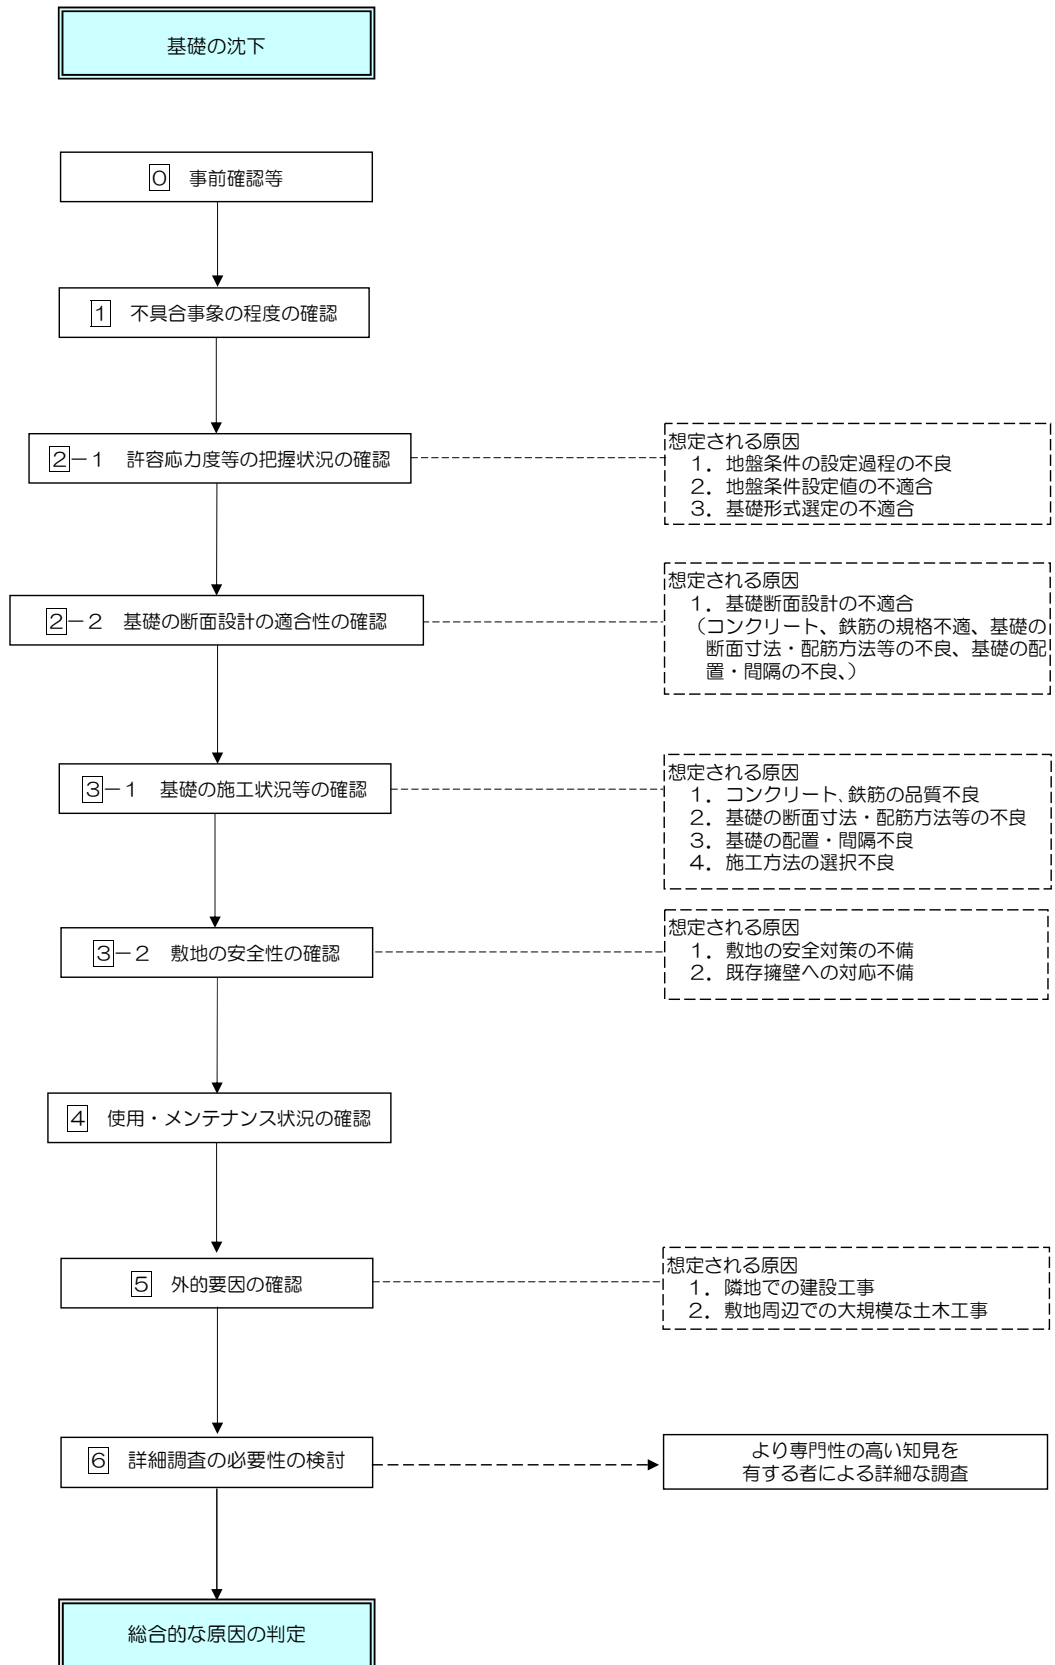 基礎の沈下
0 事前確認等
1 不具合事象の程度の確認
2－1 許容応力度等の把握状況の確認
想定される原因
１．地盤条件の設定過程の不良
２．地盤条件設定値の不適合
３．基礎形式選定の不適合
2－2 基礎の断面設計の適合性の確認
想定される原因
１．基礎断面設計の不適合
（コンクリート、鉄筋の規格不適、基礎の
断面寸法・配筋方法等の不良、基礎の配
置・間隔の不良、）
3－1 基礎の施工状況等の確認
想定される原因
１．コンクリート、鉄筋の品質不良
２．基礎の断面寸法・配筋方法等の不良
３．基礎の配置・間隔不良
４．施工方法の選択不良
3－2 敷地の安全性の確認
想定される原因
１．敷地の安全対策の不備
２．既存擁壁への対応不備
4 使用・メンテナンス状況の確認
5 外的要因の確認
想定される原因
１．隣地での建設工事
２．敷地周辺での大規模な土木工事
6 詳細調査の必要性の検討
より専門性の高い知見を
有する者による詳細な調査
総合的な原因の判定